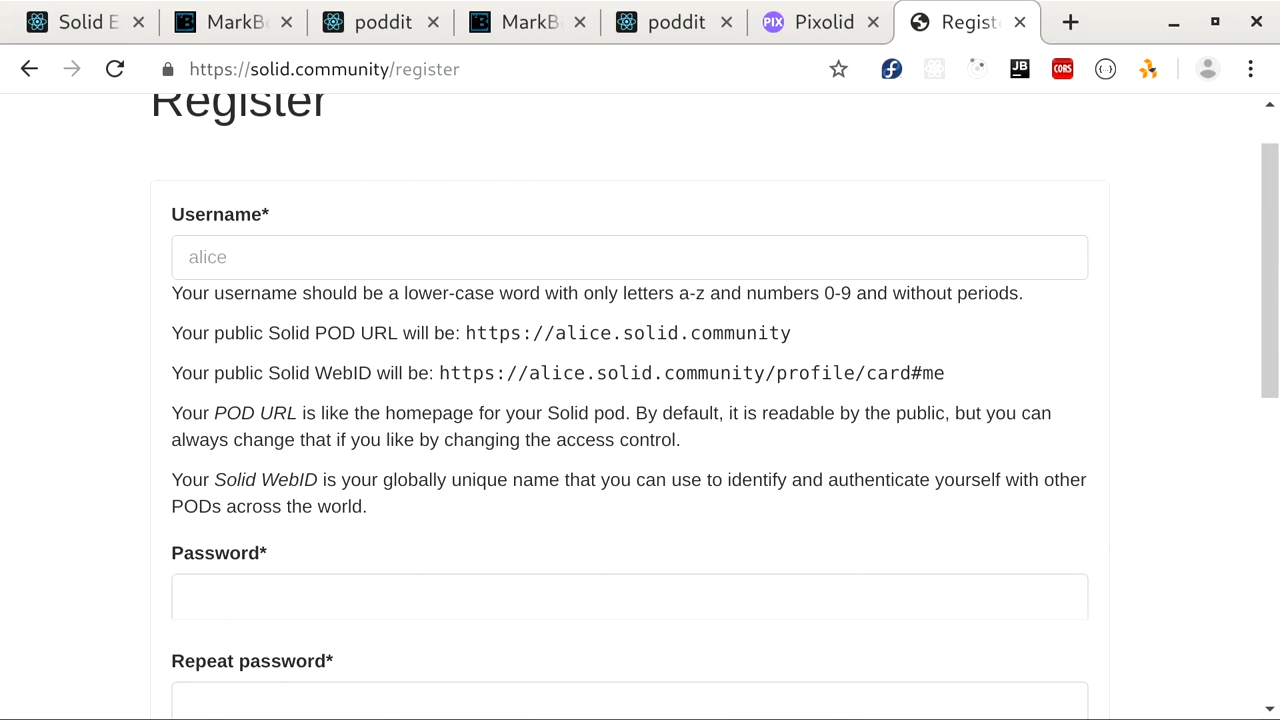 Solid E
MarkB
poddit
MarkB
poddit
PIX Pixolid
Regist
https://solid.community/register
JB
CORS
Register
Username*
alice
Your username should be a lower-case word with only letters a-z and numbers 0-9 and without periods.
Your public Solid POD URL will be: https://alice.solid.community
Your public Solid WebID will be: https://alice.solid.community/profile/card#me
Your POD URL is like the homepage for your Solid pod. By default, it is readable by the public, but you can
always change that if you like by changing the access control.
Your Solid WebID is your globally unique name that you can use to identify and authenticate yourself with other
PODs across the world.
Password*
Repeat password*